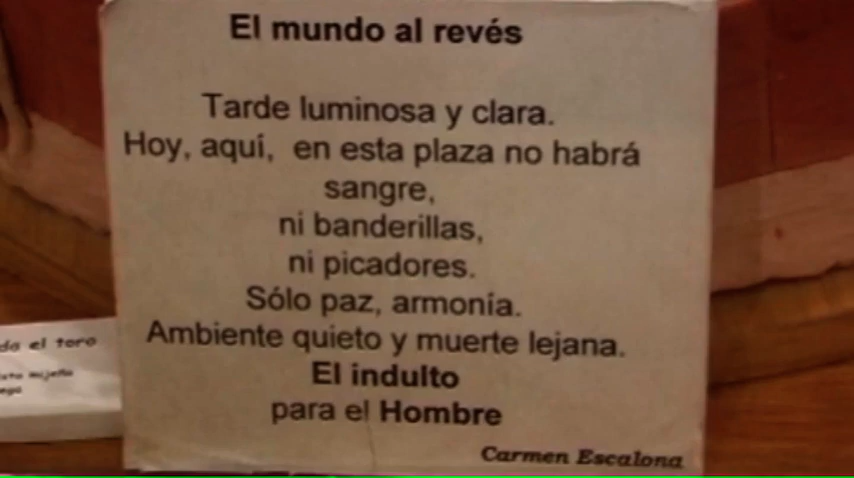 El mundo al revés
Tarde luminosa y clara.
Hoy, aquí, en esta plaza no habrá
sangre,
ni banderillas,
ni picadores.
Sólo paz, armonía.
Ambiente quieto y muerte lejana.
El indulto
para el Hombre
Carmen Escalona
el toro